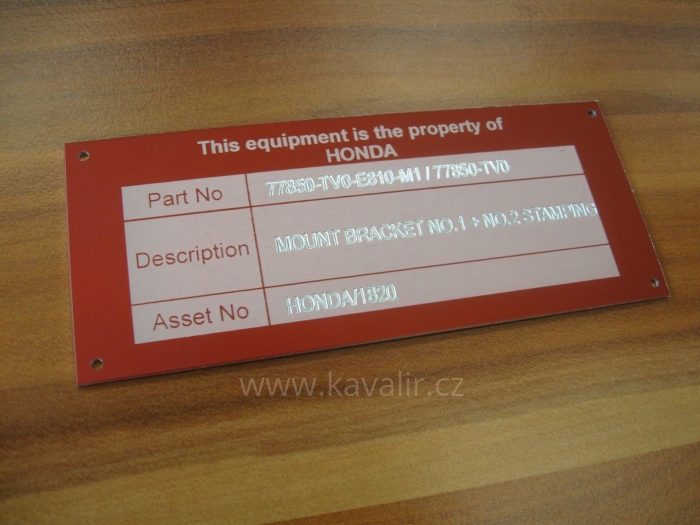 This equipment is the property of
HONDA
Part No 77850-TV0-E810-M1 / 77850-TV0
Description MOUNT BRACKET NO.1 + NO.2 STAMPING
Asset No HONDA/1820
www.kavalir.cz